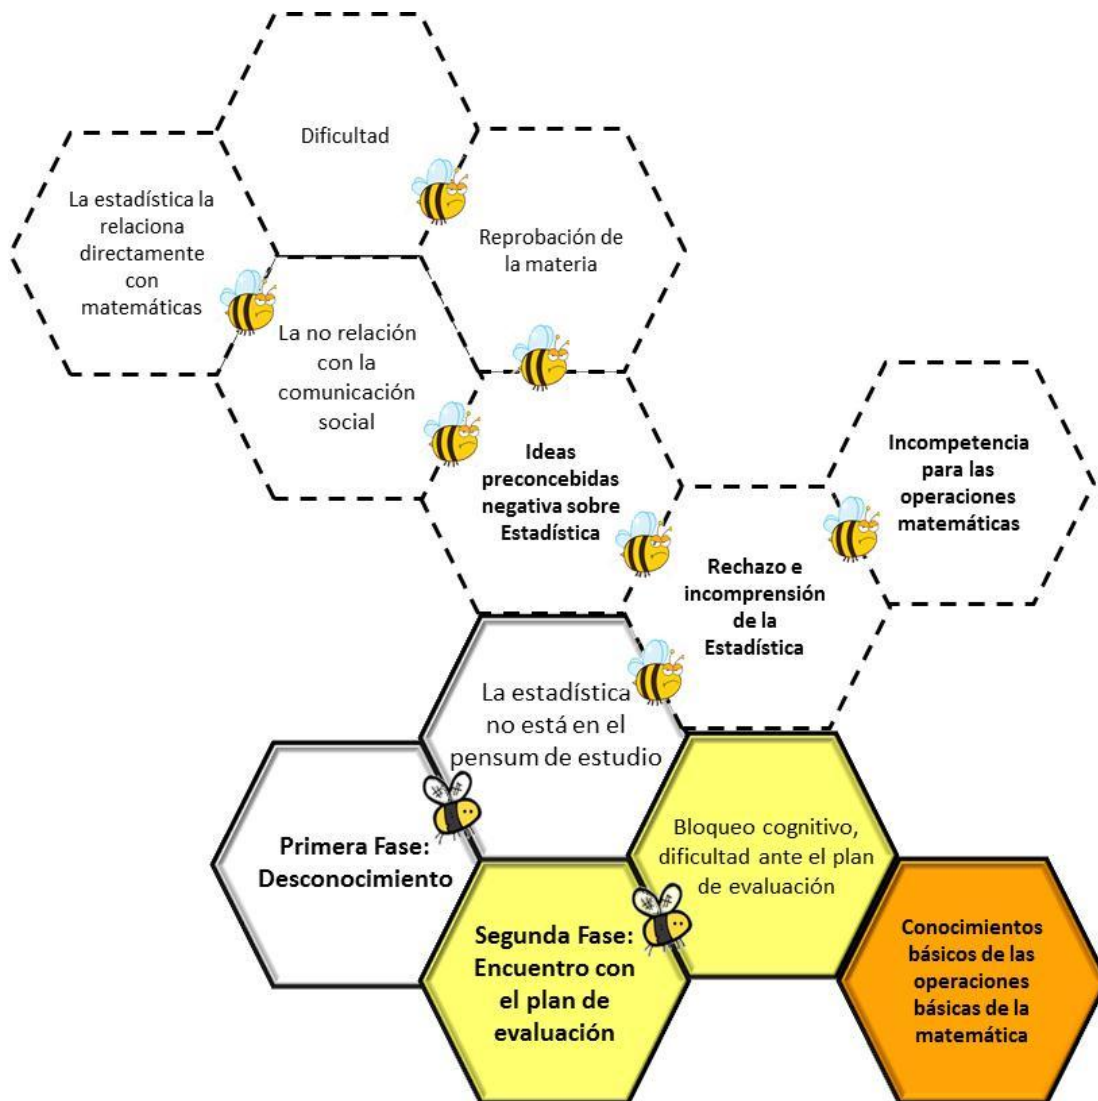 Dificultad
La estadística la
relaciona
directamente
con
matemáticas
Reprobación de
la materia
La no relación
con la
comunicación
social
Ideas
preconcebidas
negativa sobre
Estadística
Incompetencia
para las
operaciones
matemáticas
Rechazo e
incomprensión
de la
Estadística
La estadística
no está en el
pensum de estudio
Primera Fase:
Desconocimiento
Bloqueo cognitivo,
dificultad ante el plan
de evaluación
Segunda Fase:
Encuentro con
el plan de
evaluación
Conocimientos
básicos de las
operaciones
básicas de la
matemática